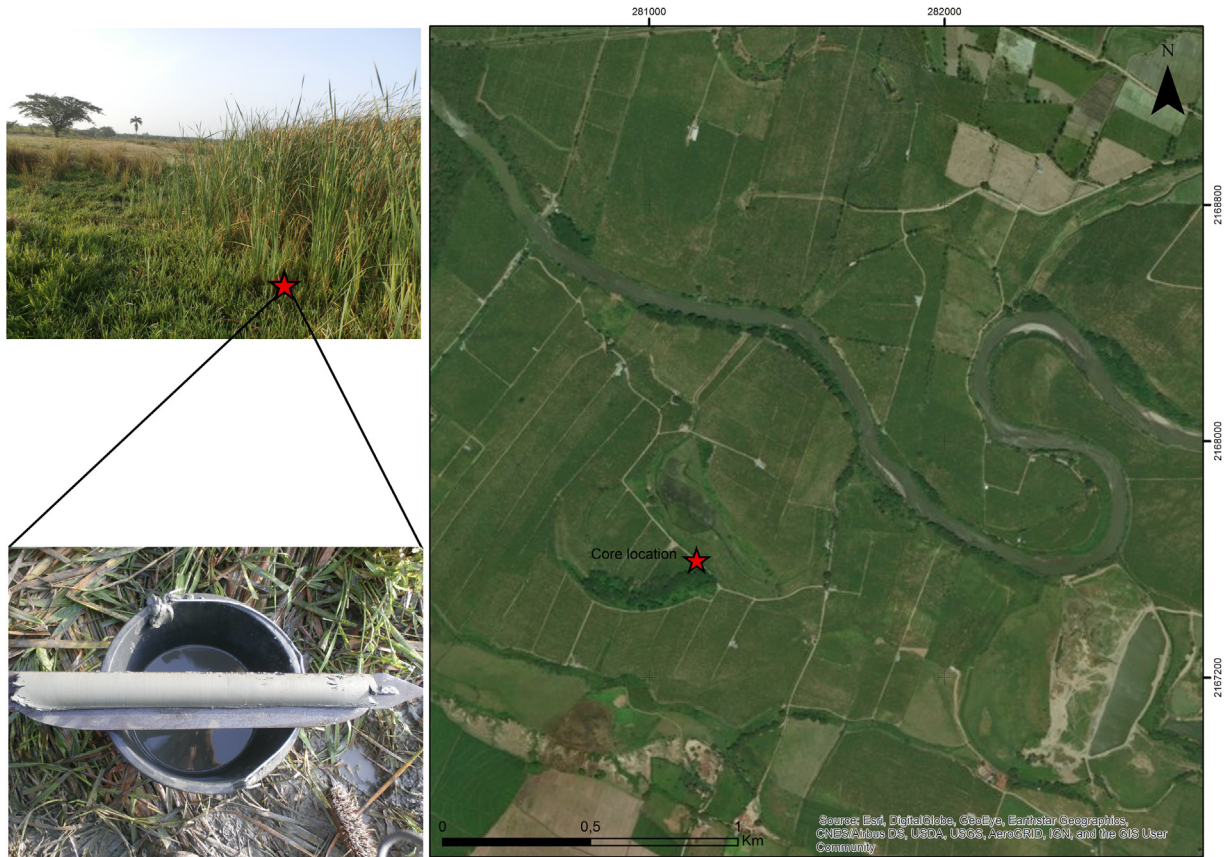 281000
282000
N
2168800
2168000
Core location
2167200
0
0,5
1
Km
Source: Esri, DigitalGlobe, GeoEye, Earthstar Geographics,
CNES/Airbus DS, USDA, USGS, AeroGRID, IGN, and the GIS User
Community